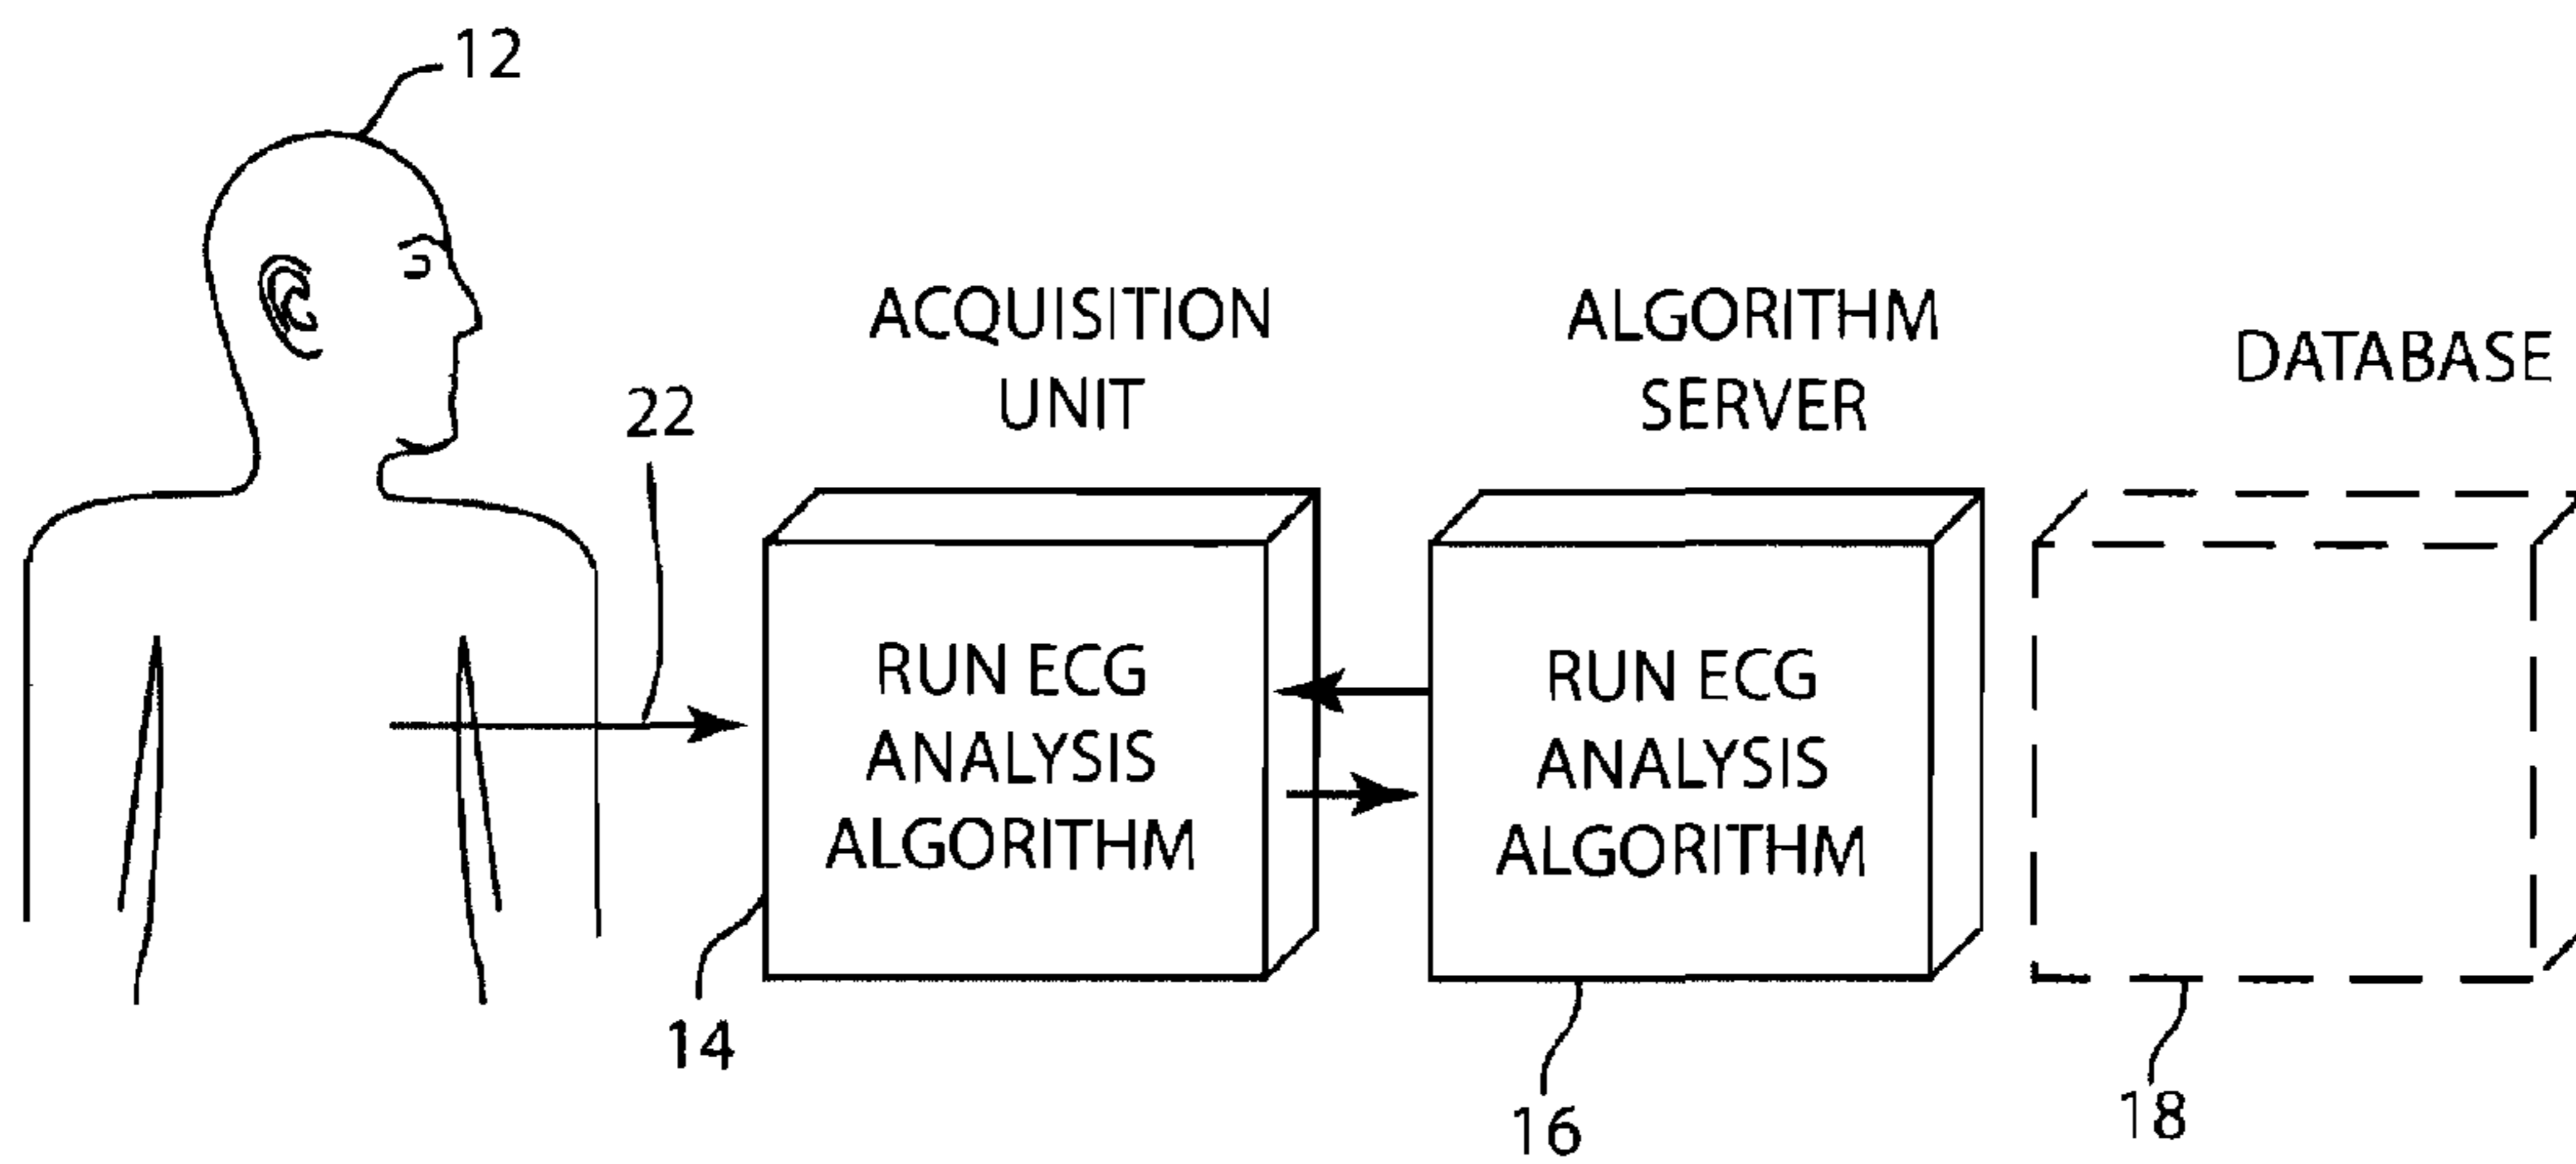 12
22
ACQUISITION
UNIT
RUN ECG
ANALYSIS
ALGORITHM
14
ALGORITHM
SERVER
RUN ECG
ANALYSIS
ALGORITHM
16
DATABASE
18